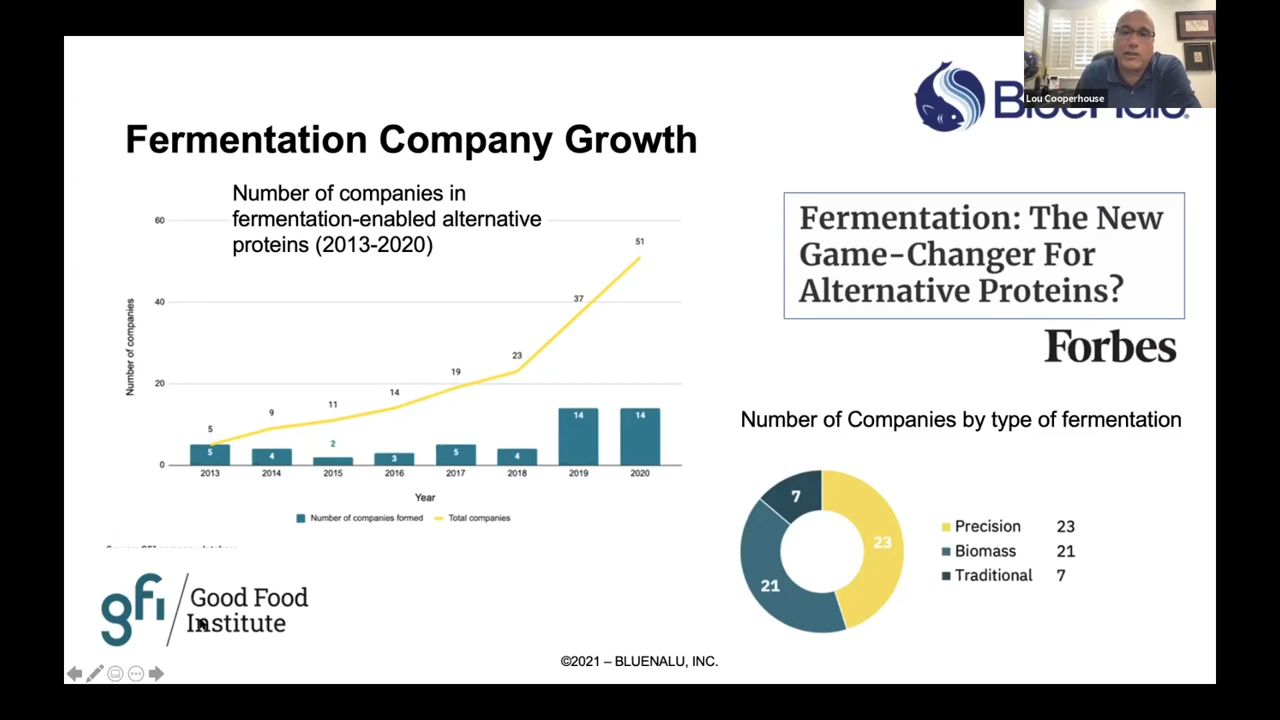 Lou Cooperhouse
Fermentation Company Growth
Number of companies in
fermentation-enabled alternative
proteins (2013-2020)
60
40
20
0
Number of companies
5
9
11
14
19
23
37
51
5
4
2
3
5
4
14
14
2013
2014
2015
2016
2017
2018
2019
2020
Year
Number of companies formed
Total companies
gfi
Good Food
Institute
Fermentation: The New
Game-Changer For
Alternative Proteins?
Forbes
Number of Companies by type of fermentation
7
23
21
Precision 23
Biomass 21
Traditional 7
©2021 – BLUENALU, INC.